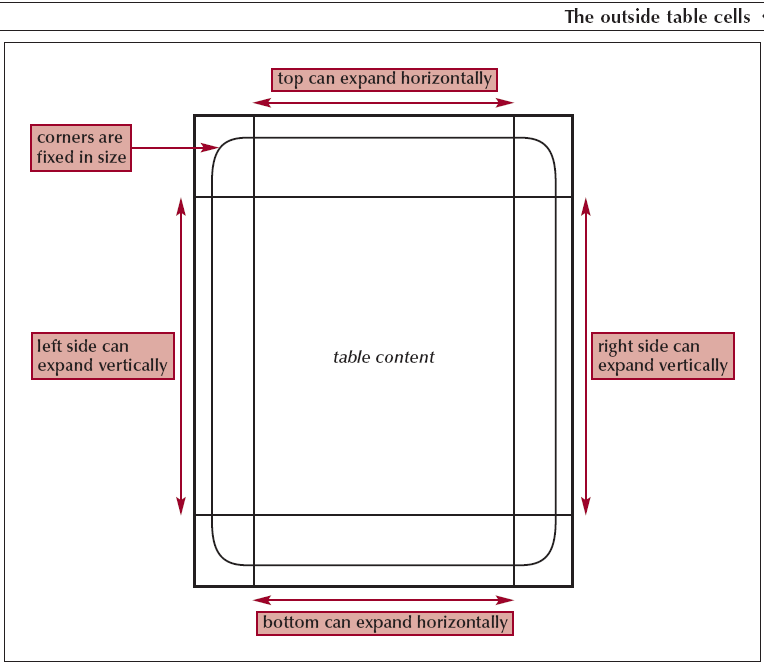 The outside table cells
top can expand horizontally
corners are
fixed in size
left side can
expand vertically
table content
right side can
expand vertically
bottom can expand horizontally